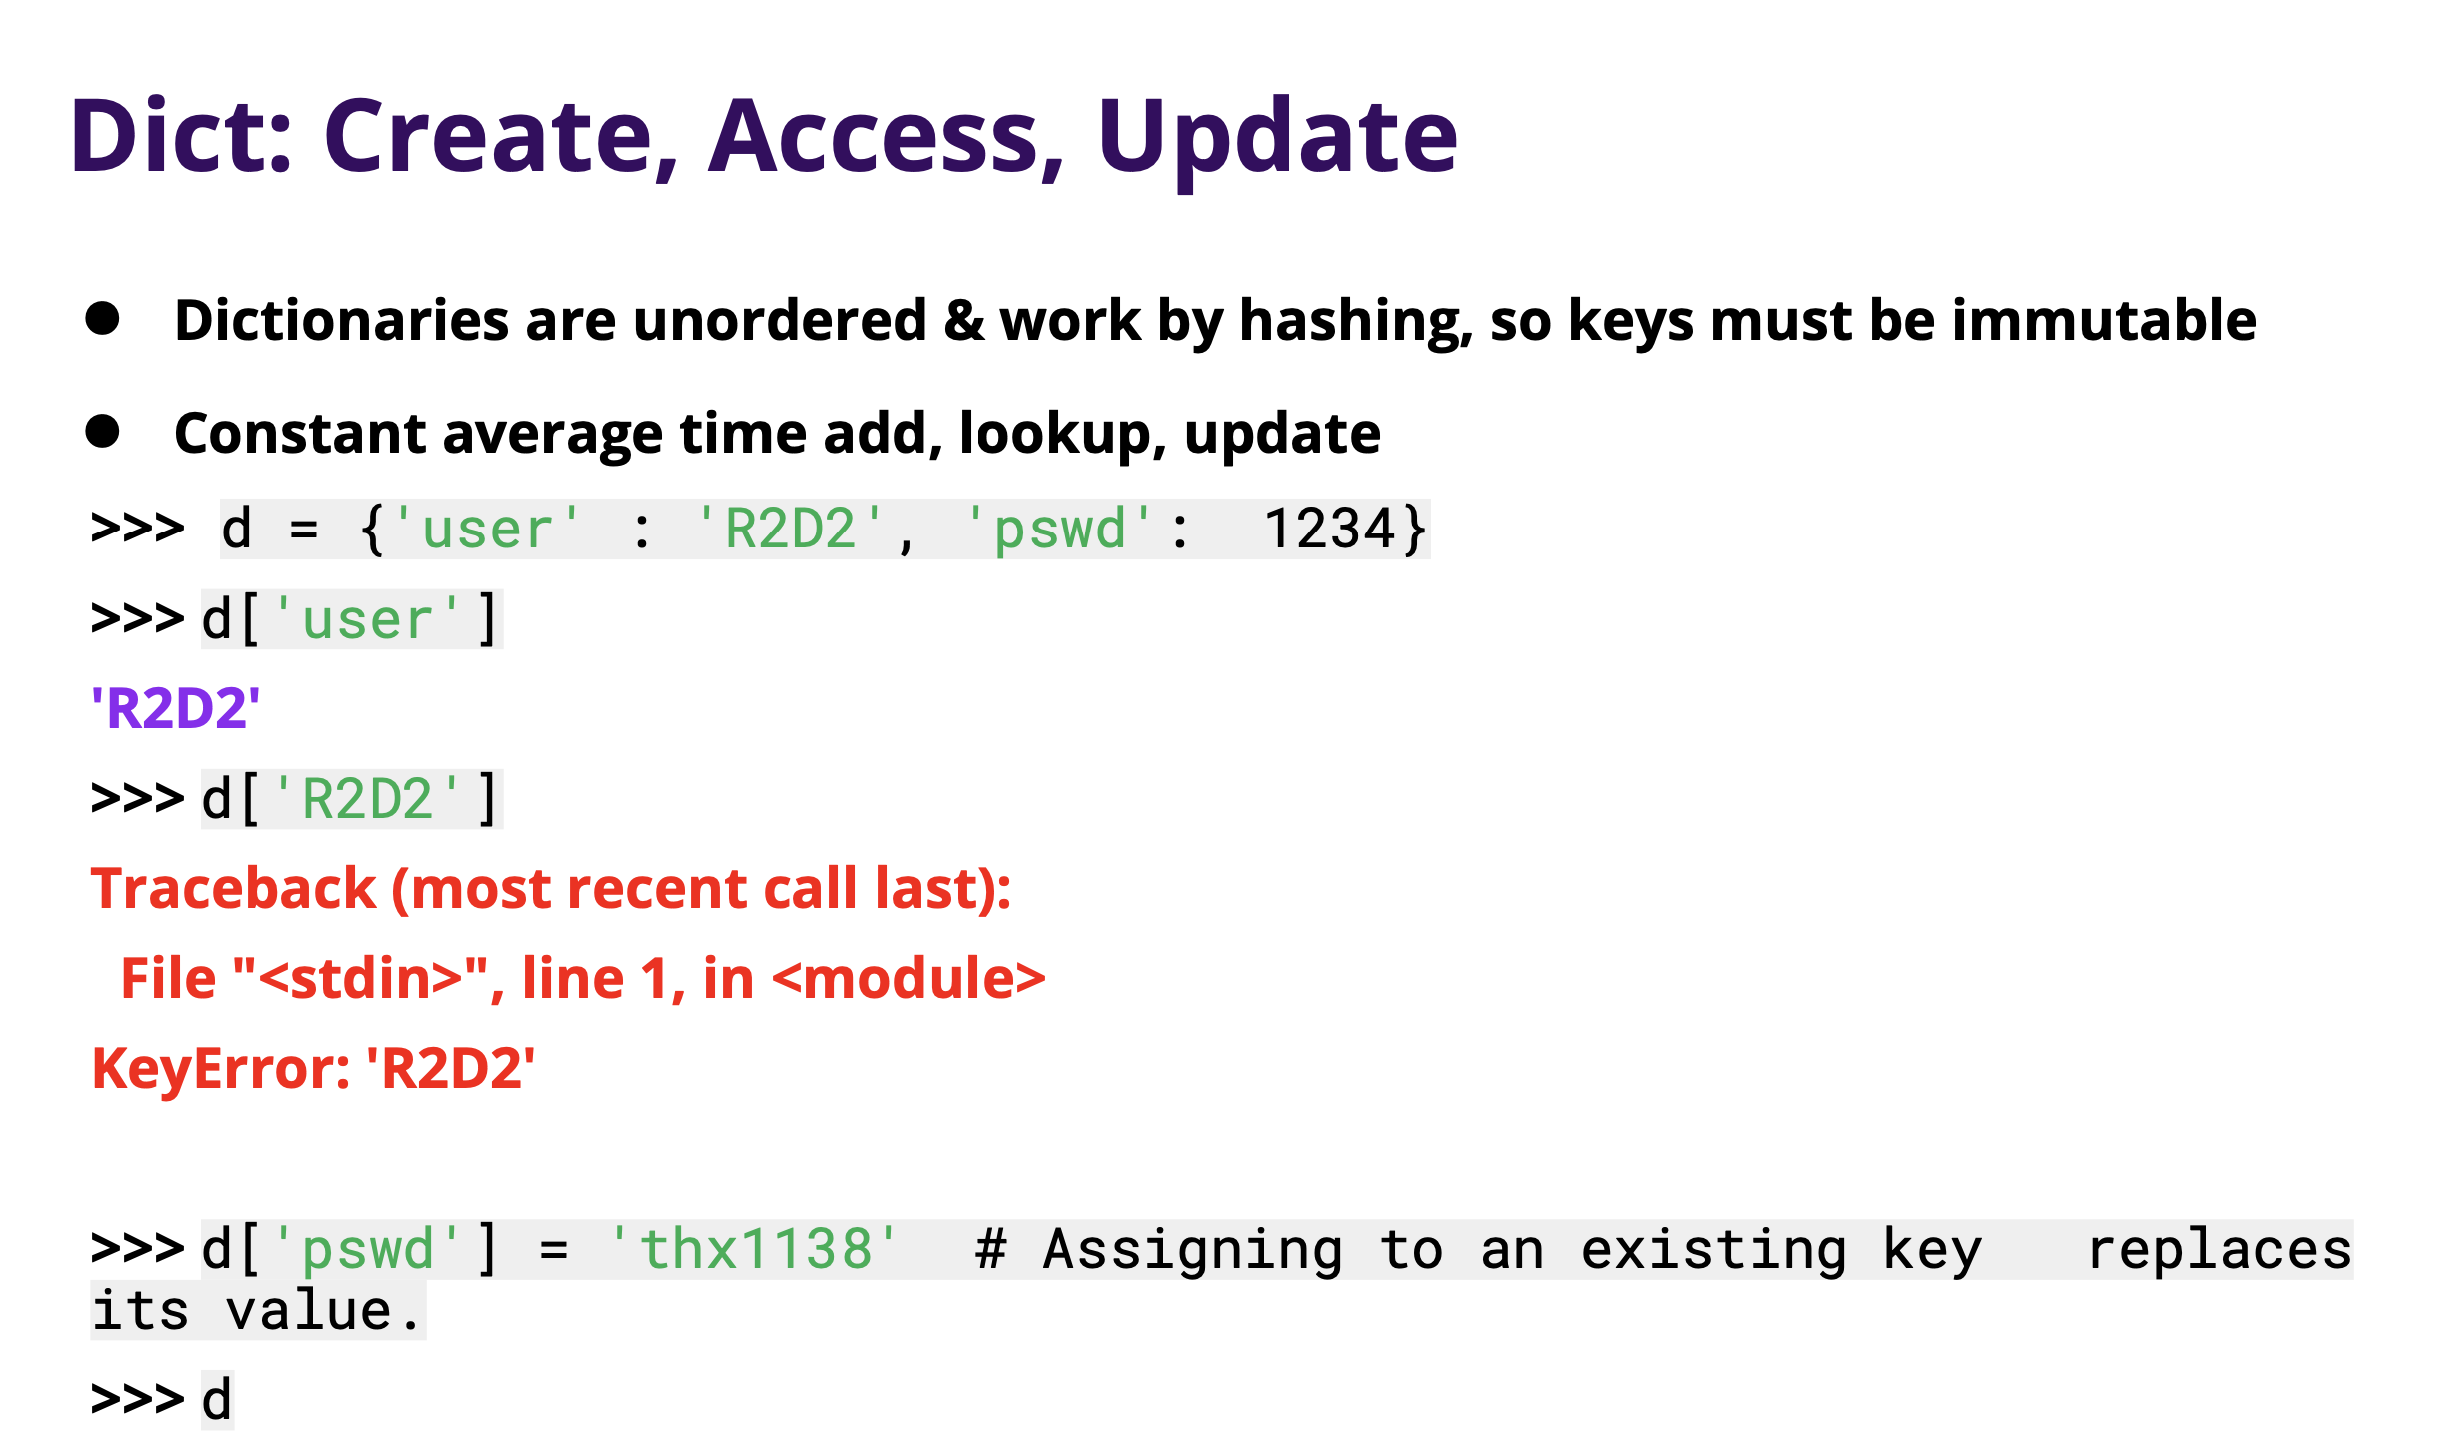 Dict: Create, Access, Update
● Dictionaries are unordered & work by hashing, so keys must be immutable
● Constant average time add, lookup, update
>>> d = {'user' : 'R2D2', 'pswd':  1234}
>>> d['user']
'R2D2'
>>> d['R2D2']
Traceback (most recent call last):
  File "<stdin>", line 1, in <module>
KeyError: 'R2D2'
>>> d['pswd'] = 'thx1138'  # Assigning to an existing key   replaces
its value.
>>> d